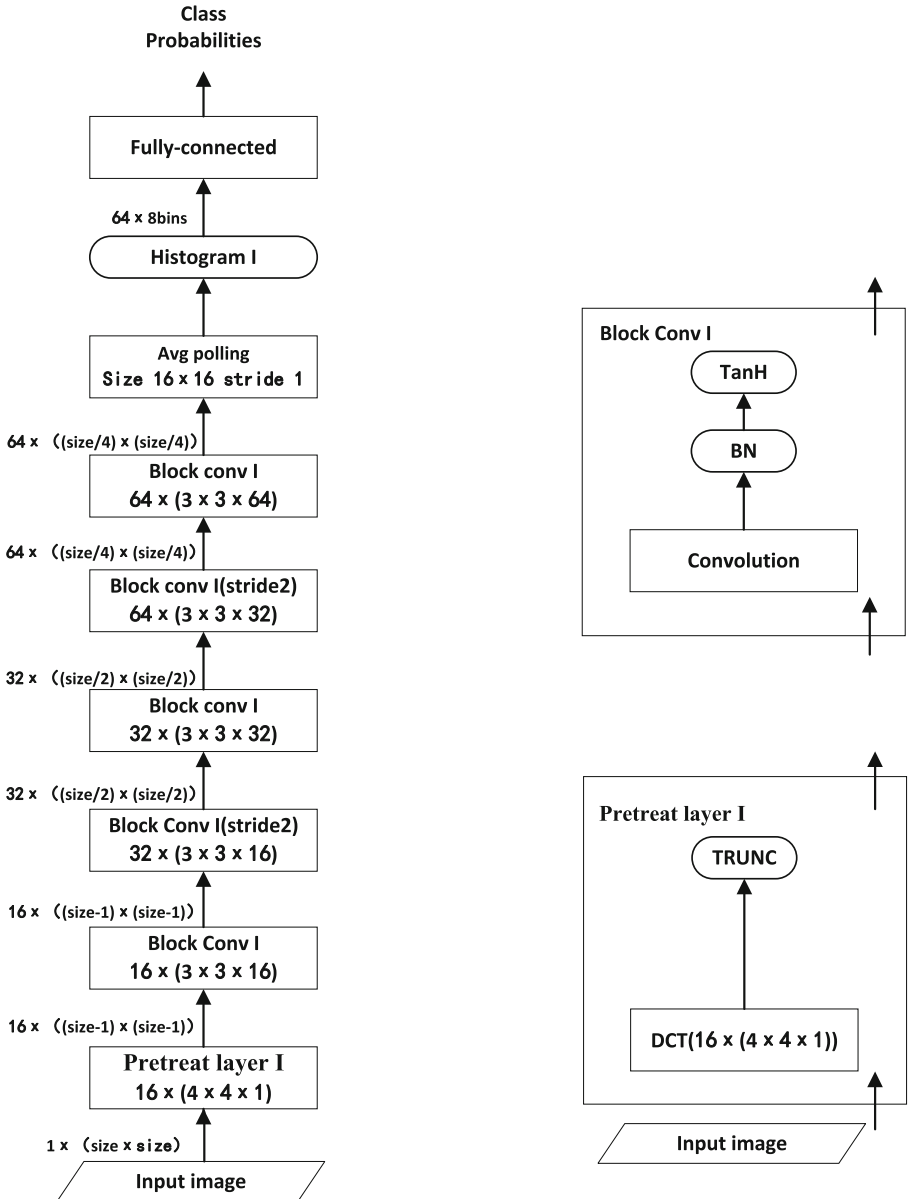 Class
Probabilities
Fully-connected
64 × 8bins
Histogram I
Avg polling
Size 16 × 16 stride 1
64 × ((size/4) × (size/4))
Block conv I
64 × (3 × 3 × 64)
64 × ((size/4) × (size/4))
Block conv I(stride2)
64 × (3 × 3 × 32)
32 × ((size/2) × (size/2))
Block conv I
32 × (3 × 3 × 32)
32 × ((size/2) × (size/2))
Block Conv I(stride2)
32 × (3 × 3 × 16)
16 × ((size-1) × (size-1))
Block Conv I
16 × (3 × 3 × 16)
16 × ((size-1) × (size-1))
Pretreat layer I
16 × (4 × 4 × 1)
1 × (size × size)
Input image
Block Conv I
TanH
BN
Convolution
Pretreat layer I
TRUNC
DCT(16 × (4 × 4 × 1))
Input image